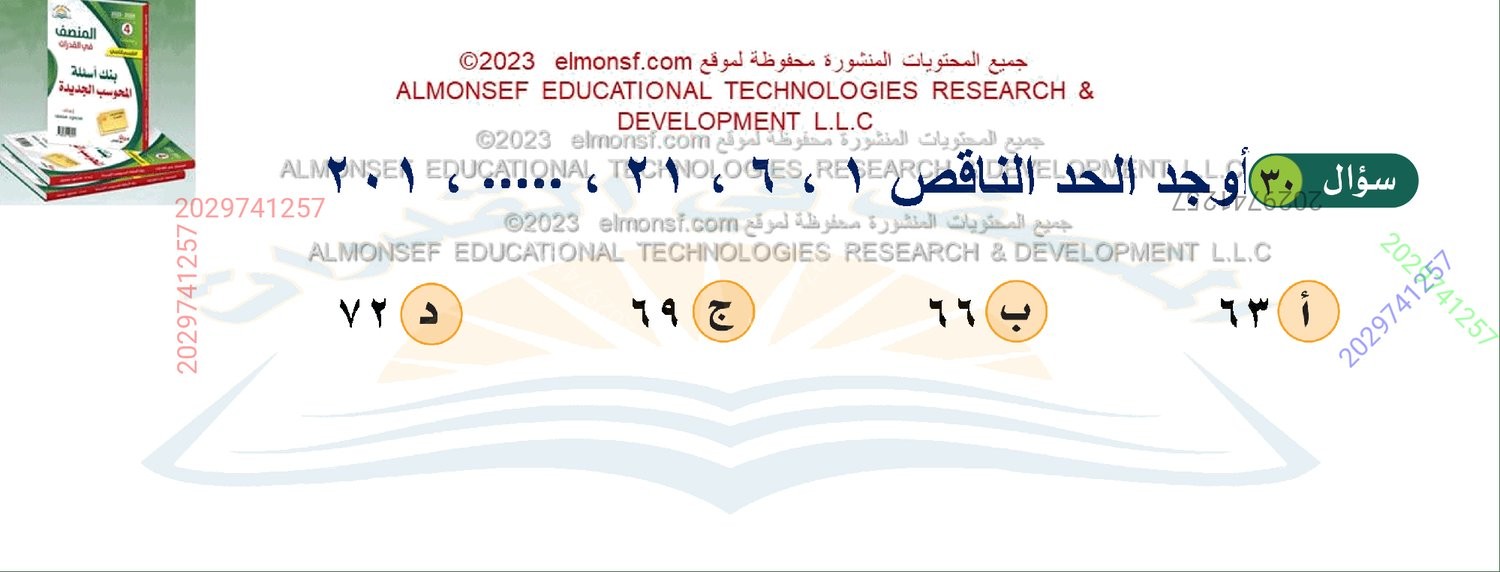 المنصف
في القدرات
4
بنك أسئلة
المحوسب الجديدة
جميع المحتويات المنشورة محفوظة لموقع elmonsf.com ©2023
ALMONSEF EDUCATIONAL TECHNOLOGIES RESEARCH &
DEVELOPMENT L.L.C
جميع المحتويات المنشورة محفوظة لموقع elmonsf.com ©2023
ALMONSEF EDUCATIONAL TECHNOLOGIES RESEARCH & DEVELOPMENT L.L.C
سؤال ٣٠ أوجد الحد الناقص ١ ، ٦ ، ٢١ ، ...... ، ٢٠١
2029741257
2029741257
2029741257
جميع المحتويات المنشورة محفوظة لموقع elmonsf.com ©2023
ALMONSEF EDUCATIONAL TECHNOLOGIES RESEARCH & DEVELOPMENT L.L.C
أ ٦٣ ب ٦٦ ج ٦٩ د ٧٢
2029741257
2029741257